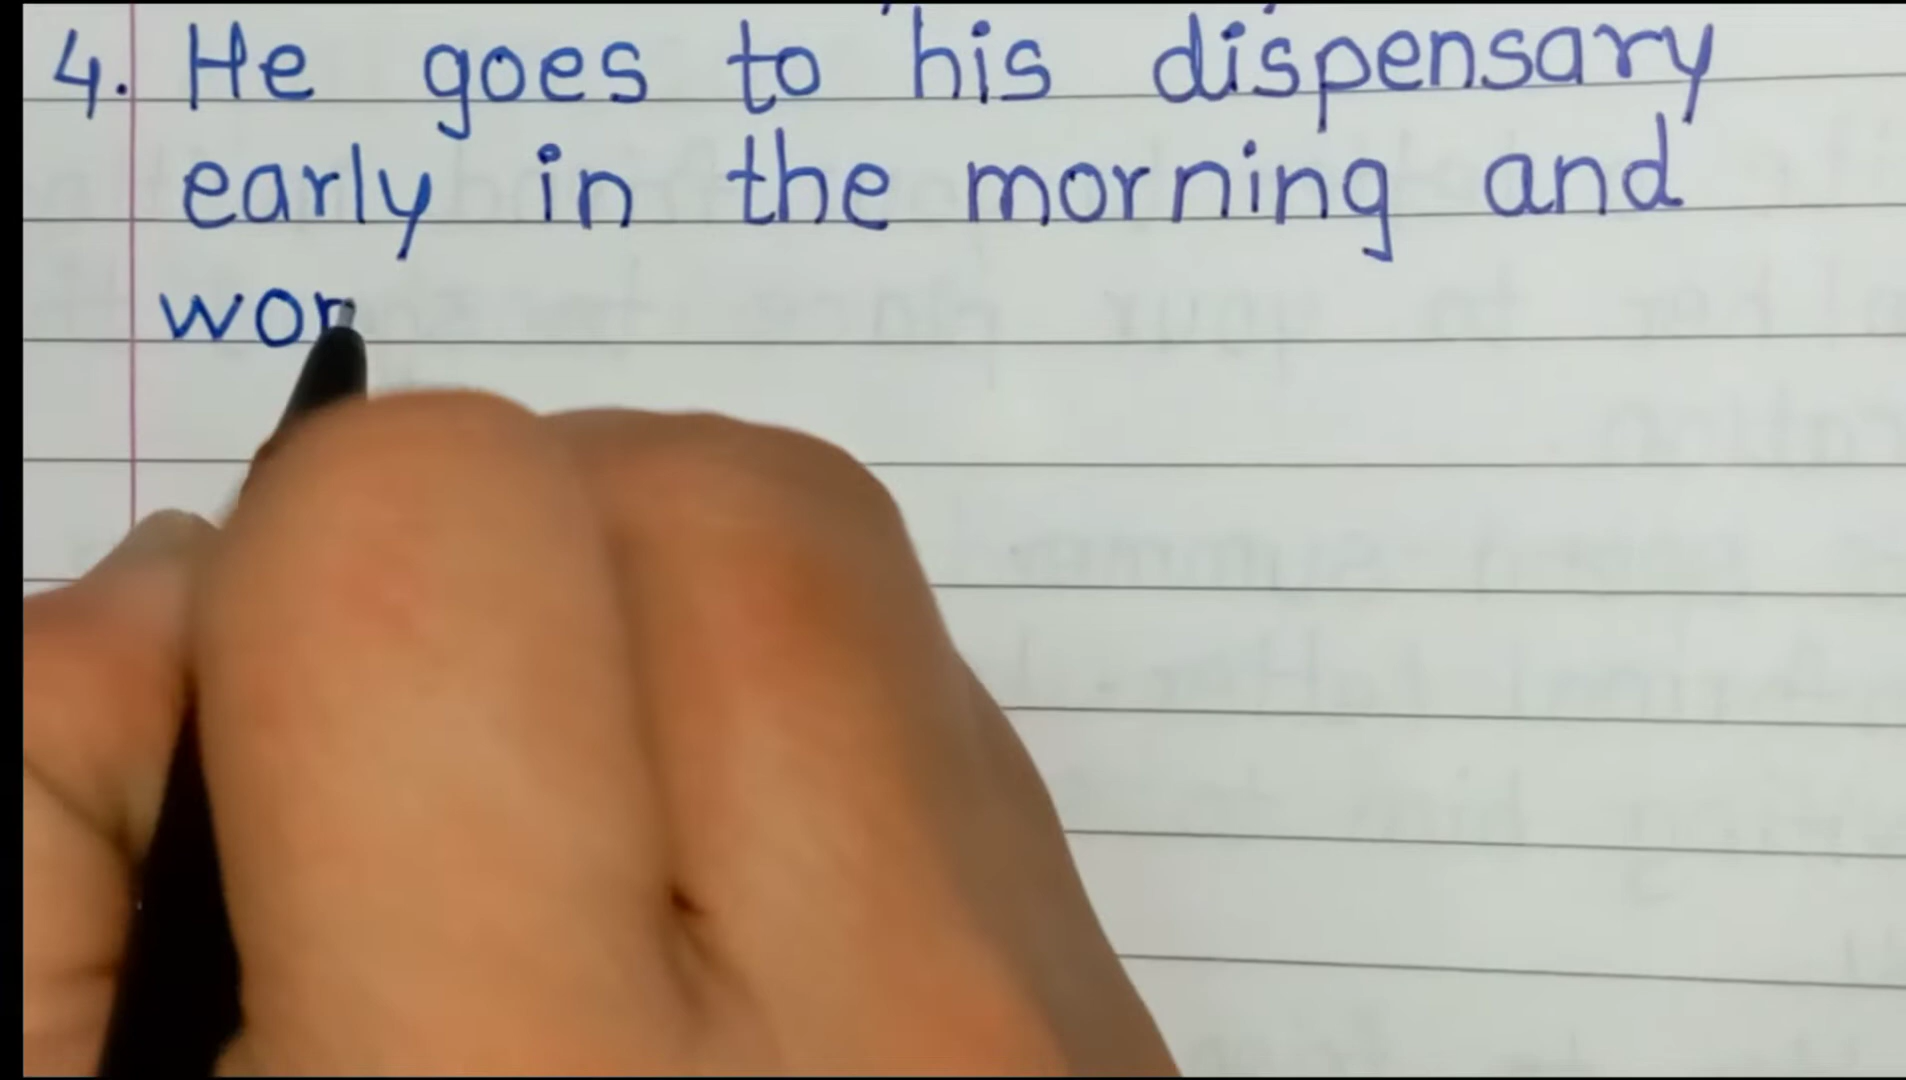 4. He goes to his dispensary
early in the morning and
wor